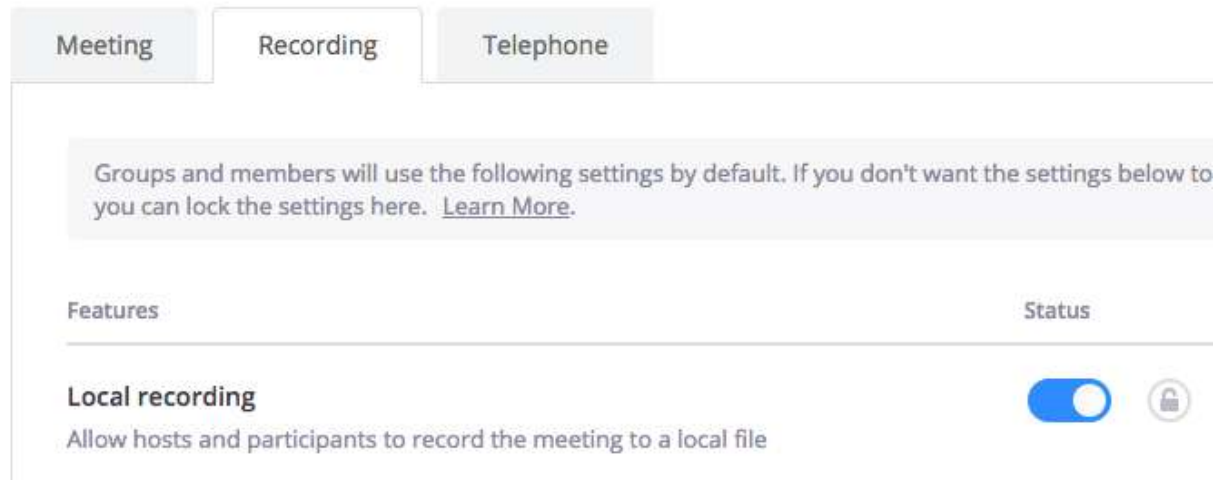 Meeting Recording Telephone
Groups and members will use the following settings by default. If you don't want the settings below to
you can lock the settings here. Learn More.
Features Status
Local recording
Allow hosts and participants to record the meeting to a local file